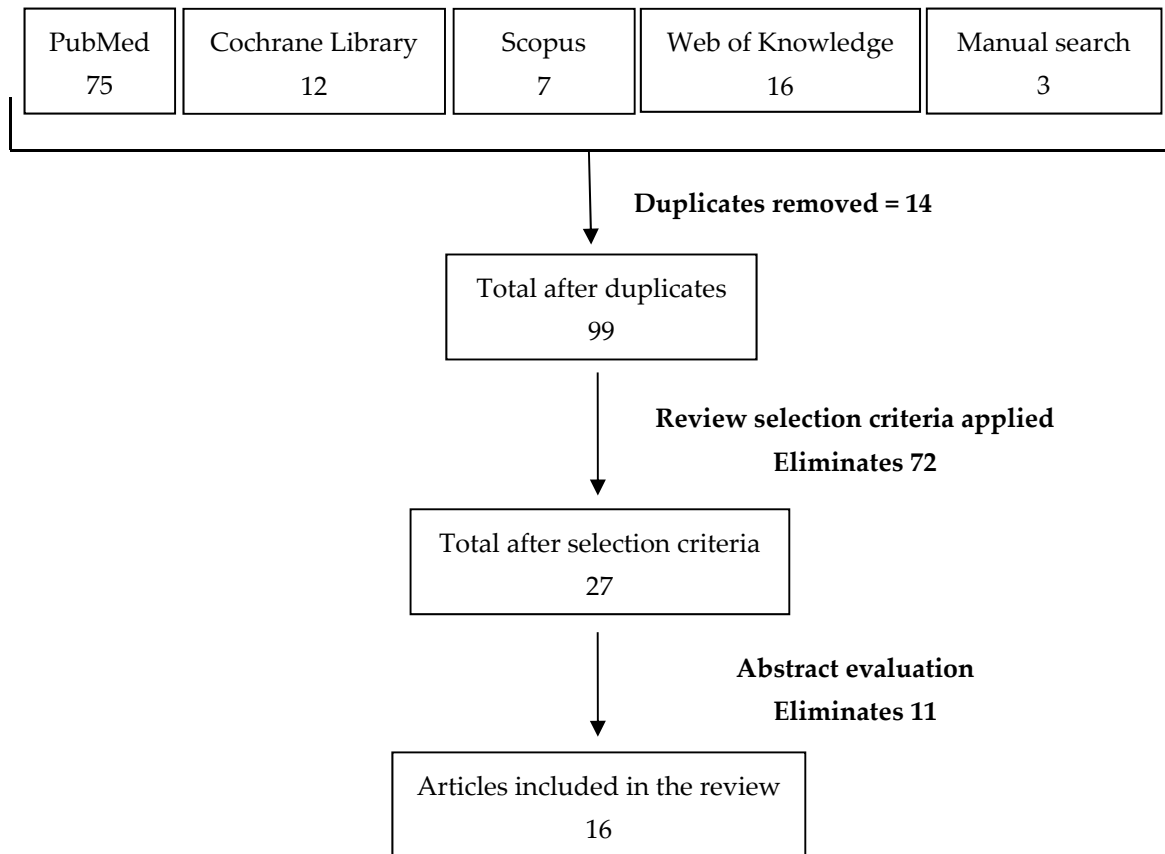 PubMed
75
Cochrane Library
12
Scopus
7
Web of Knowledge
16
Manual search
3
Duplicates removed = 14
Total after duplicates
99
Review selection criteria applied
Eliminates 72
Total after selection criteria
27
Abstract evaluation
Eliminates 11
Articles included in the review
16